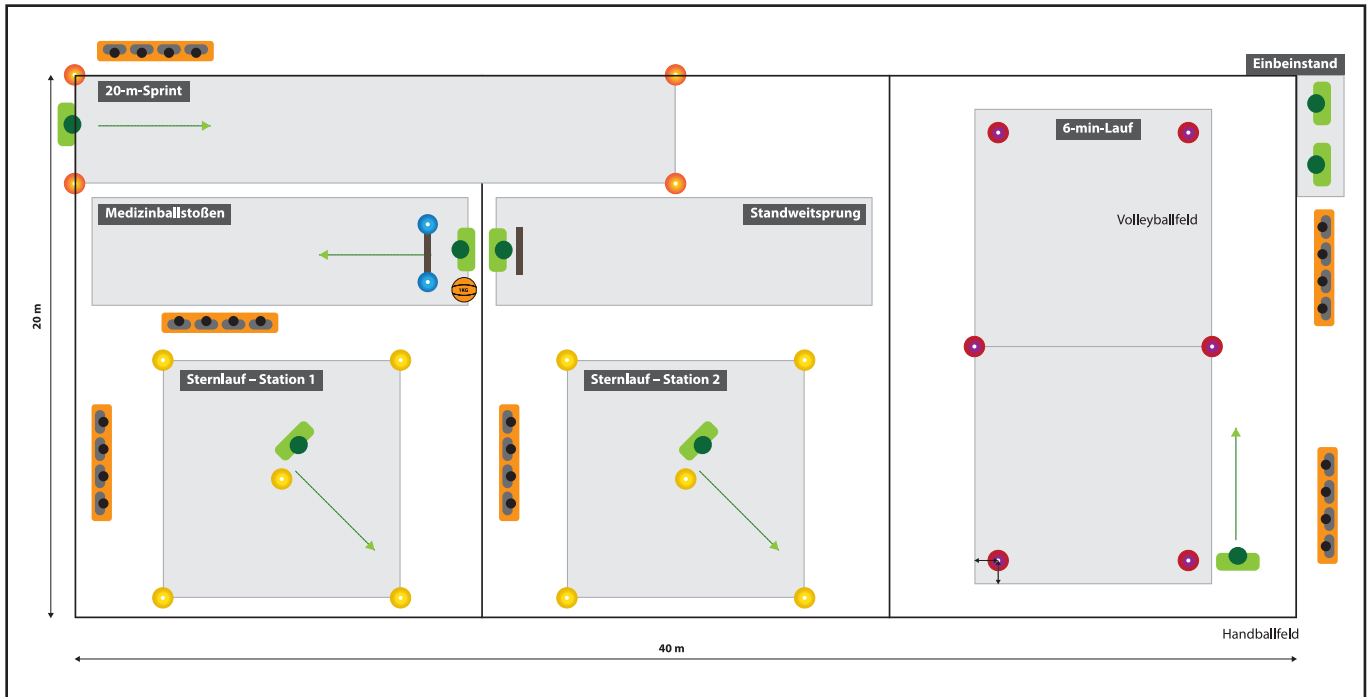 Einbeinstand
20-m-Sprint
6-min-Lauf
Medizinballstoßen
Standweitsprung
Volleyballfeld
1KG
20 m
Sternlauf – Station 1
Sternlauf – Station 2
Handballfeld
40 m